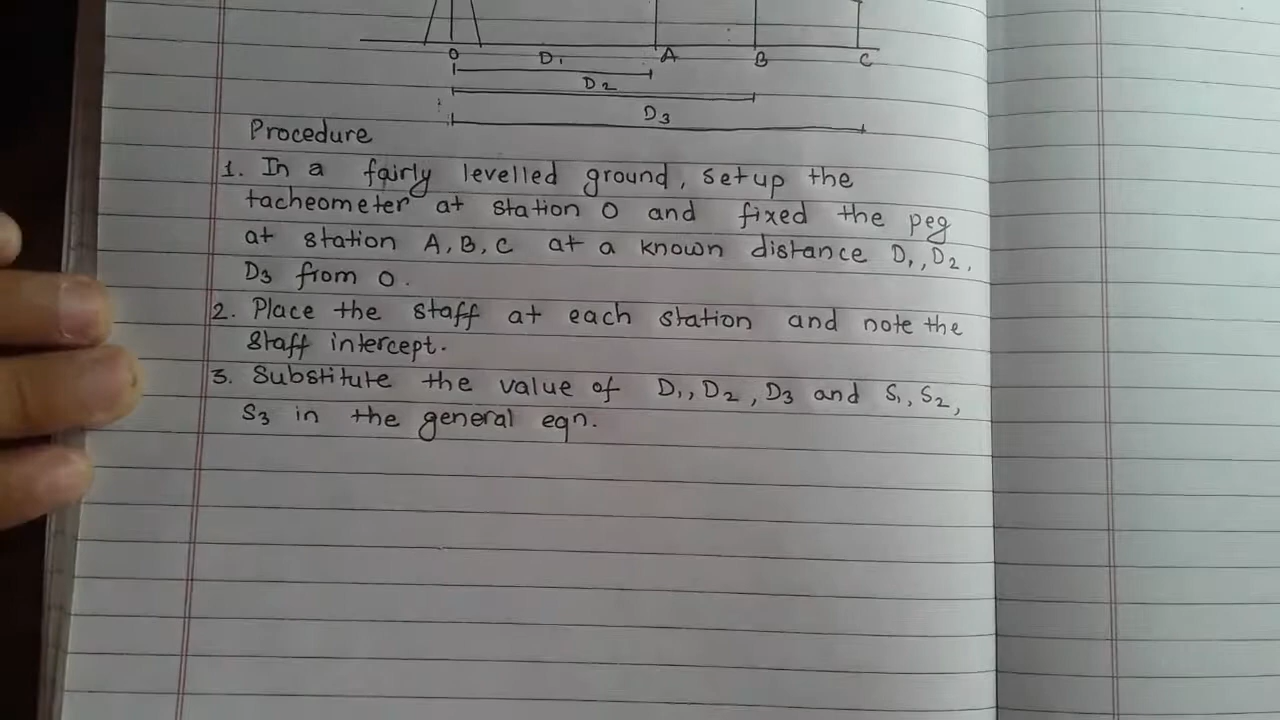 O D₁ A B C
D₂
D₃
Procedure
1. In a fairly levelled ground, setup the
tacheometer at station O and fixed the peg
at station A, B, C at a known distance D₁, D₂,
D₃ from O.
2. Place the staff at each station and note the
Staff intercept.
3. Substitute the value of D₁, D₂, D₃ and S₁, S₂,
S₃ in the general eqn.